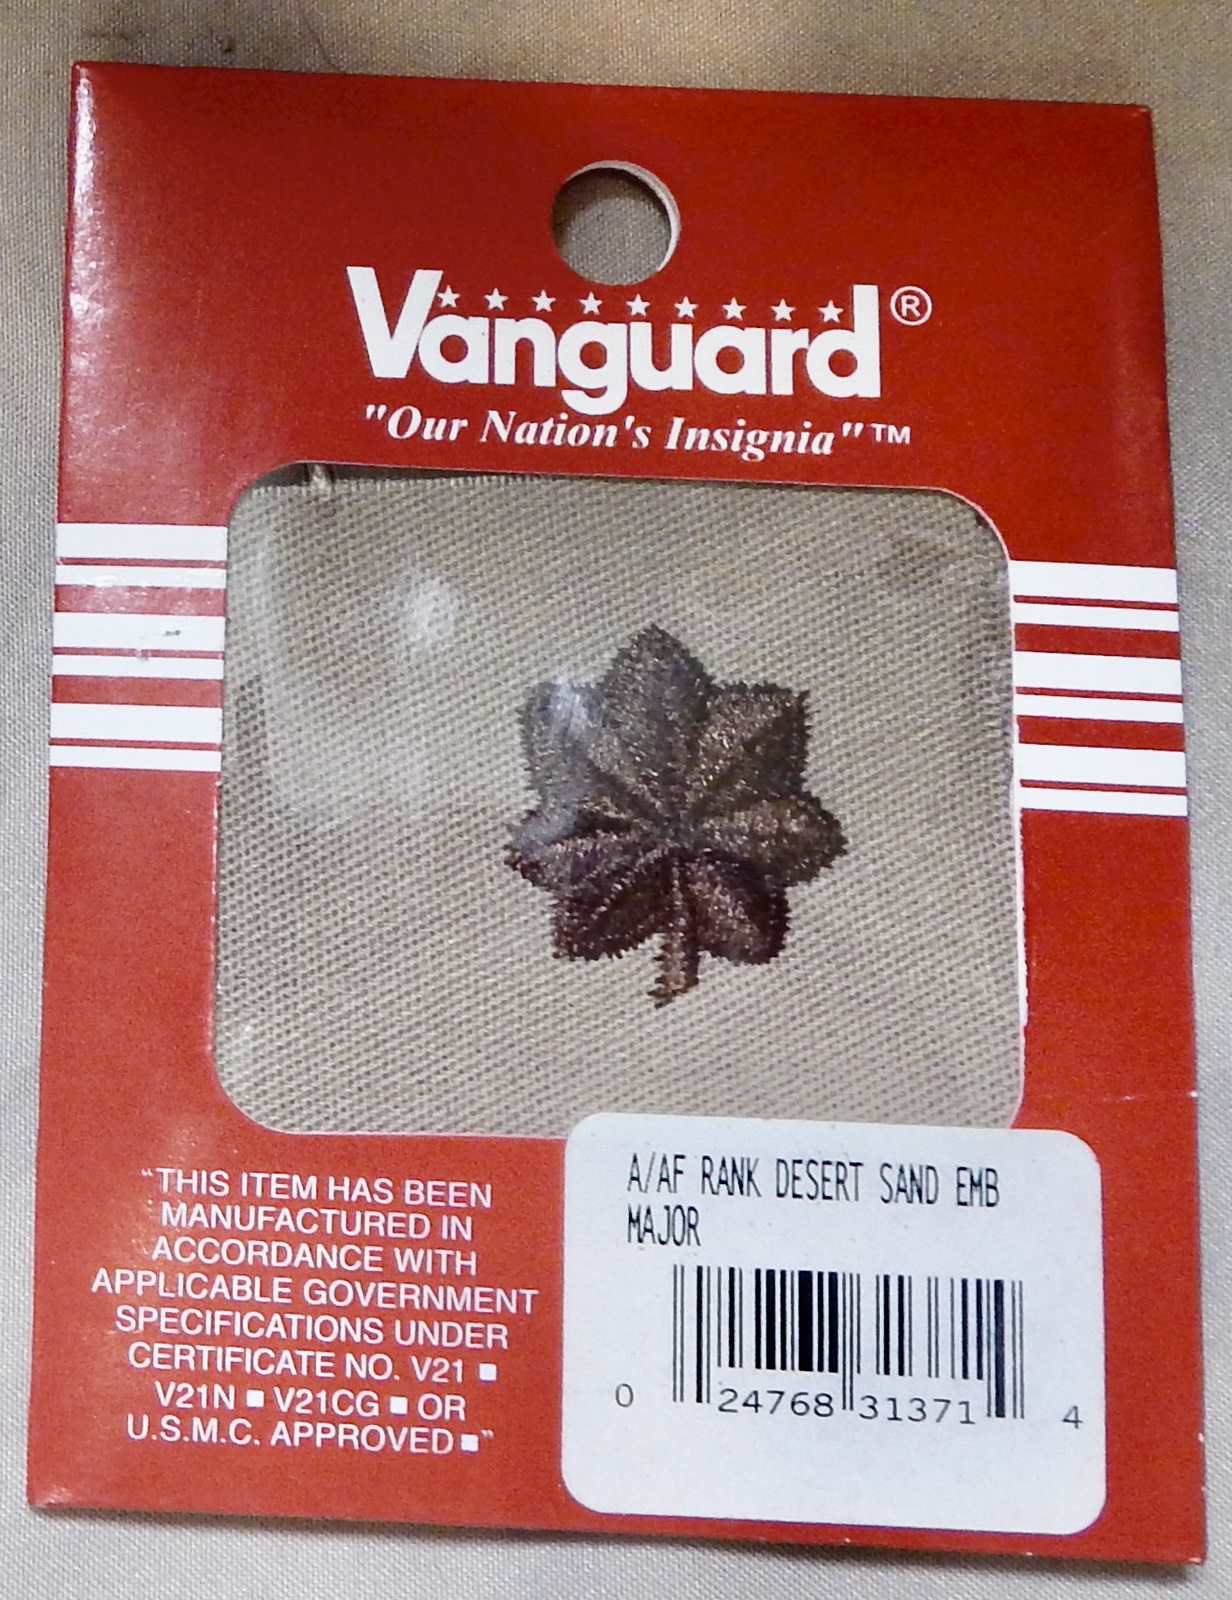 Vanguard®
"Our Nation's Insignia"™
"THIS ITEM HAS BEEN
MANUFACTURED IN
ACCORDANCE WITH
APPLICABLE GOVERNMENT
SPECIFICATIONS UNDER
CERTIFICATE NO. V21 ■
V21N ■ V21CG ■ OR
U.S.M.C. APPROVED ■"
A/AF RANK DESERT SAND EMB
MAJOR
0 24768 31371 4